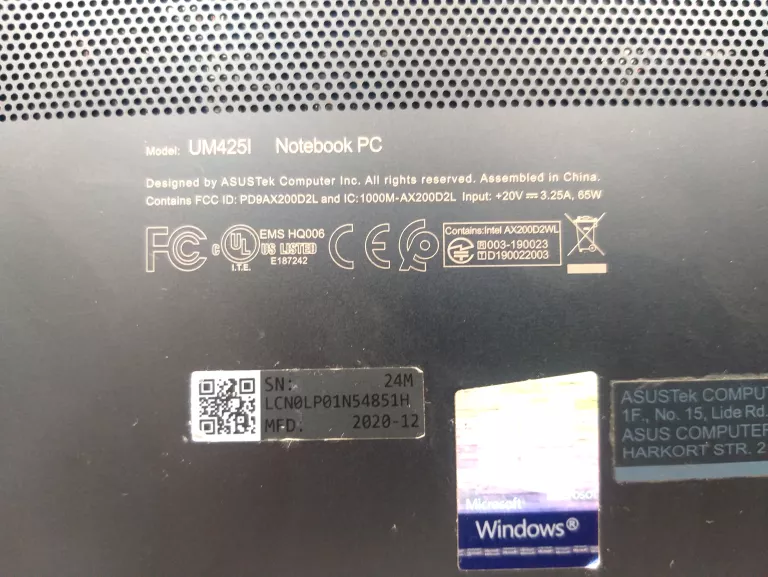 Model: UM425I Notebook PC
Designed by ASUSTek Computer Inc. All rights reserved. Assembled in China.
Contains FCC ID: PD9AX200D2L and IC:1000M-AX200D2L Input: +20V ⎓ 3.25A, 65W
FC
c UL EMS HQ006
US LISTED
I.T.E. E187242
CE
Contains:Intel AX200D2WL
R 003-190023
T D190022003
SN: 24M
LCN0LP01N54851H
MFD. 2020-12
Microsoft
Windows®
ASUSTek COMPUT
1F., No. 15, Lide Rd.
ASUS COMPUTER
HARKORT STR. 2